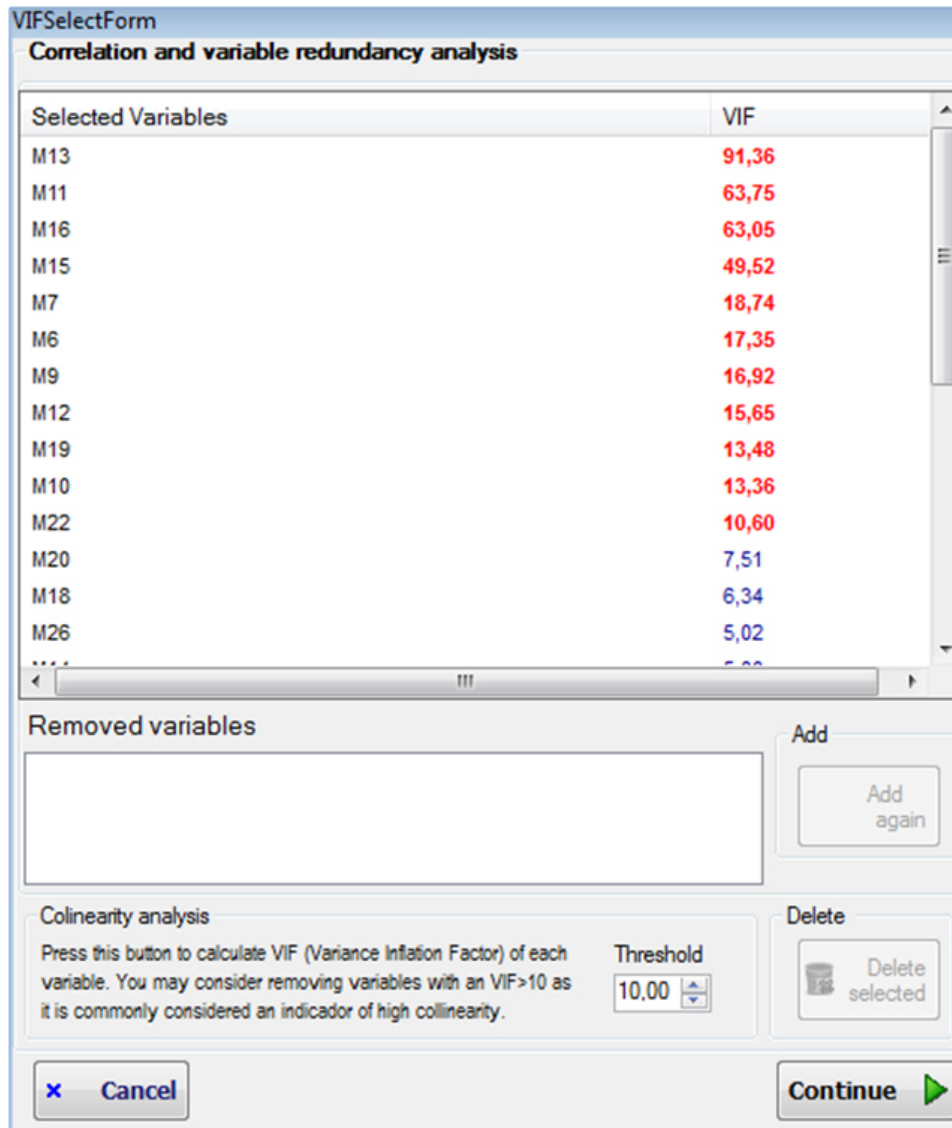 VIFSelectForm
Correlation and variable redundancy analysis
Selected Variables VIF
M13 91,36
M11 63,75
M16 63,05
M15 49,52
M7 18,74
M6 17,35
M9 16,92
M12 15,65
M19 13,48
M10 13,36
M22 10,60
M20 7,51
M18 6,34
M26 5,02
Removed variables
Add
Add again
Colinearity analysis
Press this button to calculate VIF (Variance Inflation Factor) of each
variable. You may consider removing variables with an VIF>10 as
it is commonly considered an indicador of high collinearity.
Threshold
10,00
Delete
Delete
selected
Cancel
Continue